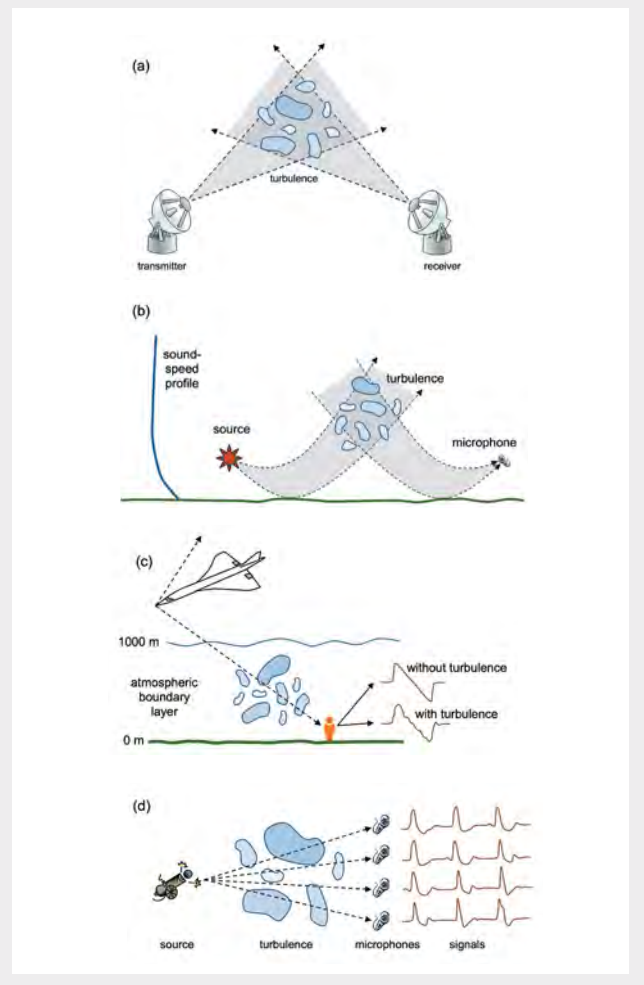 (a)
turbulence
transmitter
receiver
(b)
sound-
speed
profile
turbulence
source
microphone
(c)
1000 m
without turbulence
atmospheric
boundary
layer
with turbulence
0 m
(d)
source
turbulence
microphones
signals